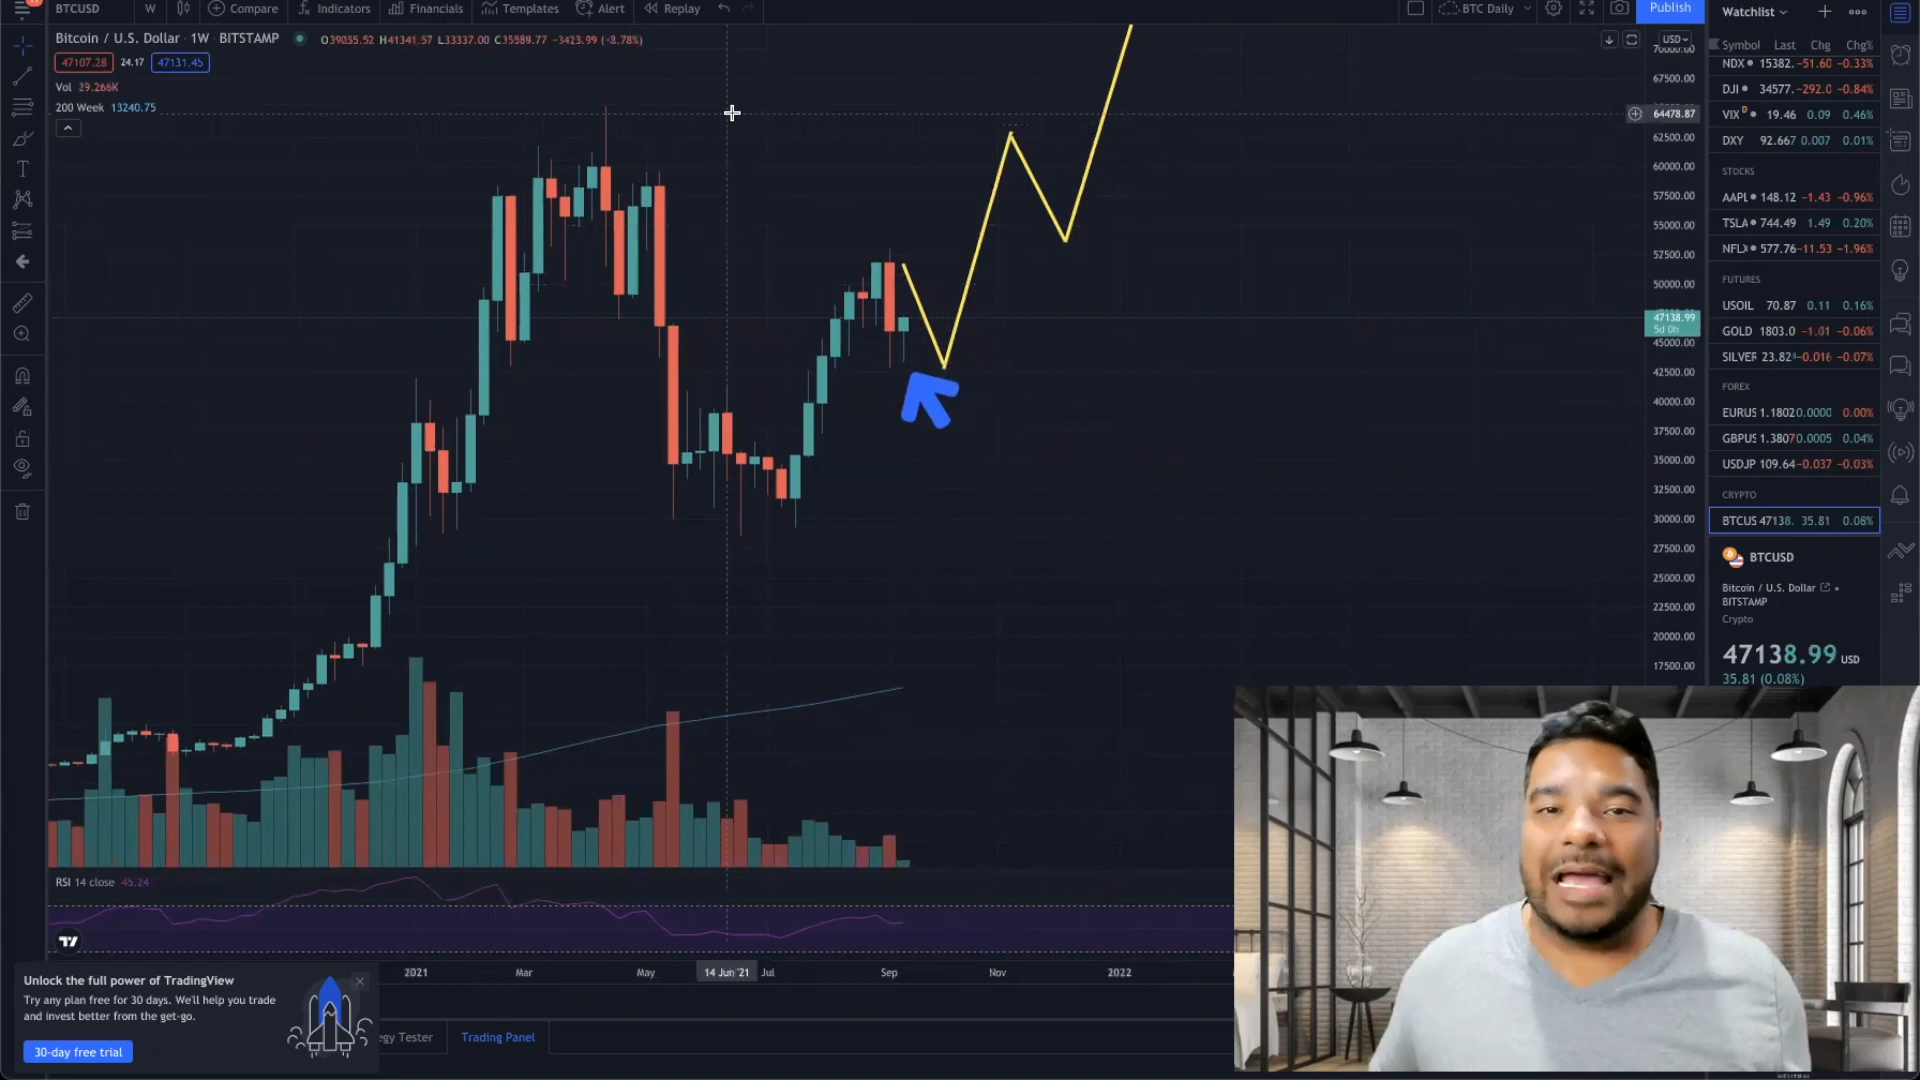 BTCUSD W Compare Indicators Financials Templates Alert Replay BTC Daily Publish
Bitcoin / U.S. Dollar · 1W · BITSTAMP O39035.52 H41341.57 L33337.00 C35589.77 −3423.99 (−8.78%)
47107.28 24.17 47131.45
Vol 29.266K
200 Week 13240.75
USD
70000.00
67500.00
64478.87
62500.00
60000.00
57500.00
55000.00
52500.00
50000.00
47138.99
5d 0h
45000.00
42500.00
40000.00
37500.00
35000.00
32500.00
30000.00
27500.00
25000.00
22500.00
20000.00
17500.00
RSI 14 close 45.24
2021 Mar May 14 Jun '21 Jul Sep Nov 2022
Unlock the full power of TradingView
Try any plan free for 30 days. We'll help you trade
and invest better from the get-go.
30-day free trial
egy Tester Trading Panel
Watchlist
Symbol Last Chg Chg%
NDX 15382. −51.60 −0.33%
DJI 34577. −292.0 −0.84%
VIX D 19.46 0.09 0.46%
DXY 92.667 0.007 0.01%
STOCKS
AAPL 148.12 −1.43 −0.96%
TSLA 744.49 1.49 0.20%
NFLX 577.76 −11.53 −1.96%
FUTURES
USOIL 70.87 0.11 0.16%
GOLD 1803.0 −1.01 −0.06%
SILVER 23.82 −0.016 −0.07%
FOREX
EURUS 1.1802 0.0000 0.00%
GBPUS 1.3807 0.0005 0.04%
USDJP 109.64 −0.037 −0.03%
CRYPTO
BTCUS 47138. 35.81 0.08%
BTCUSD
Bitcoin / U.S. Dollar
BITSTAMP
Crypto
47138.99 USD
35.81 (0.08%)